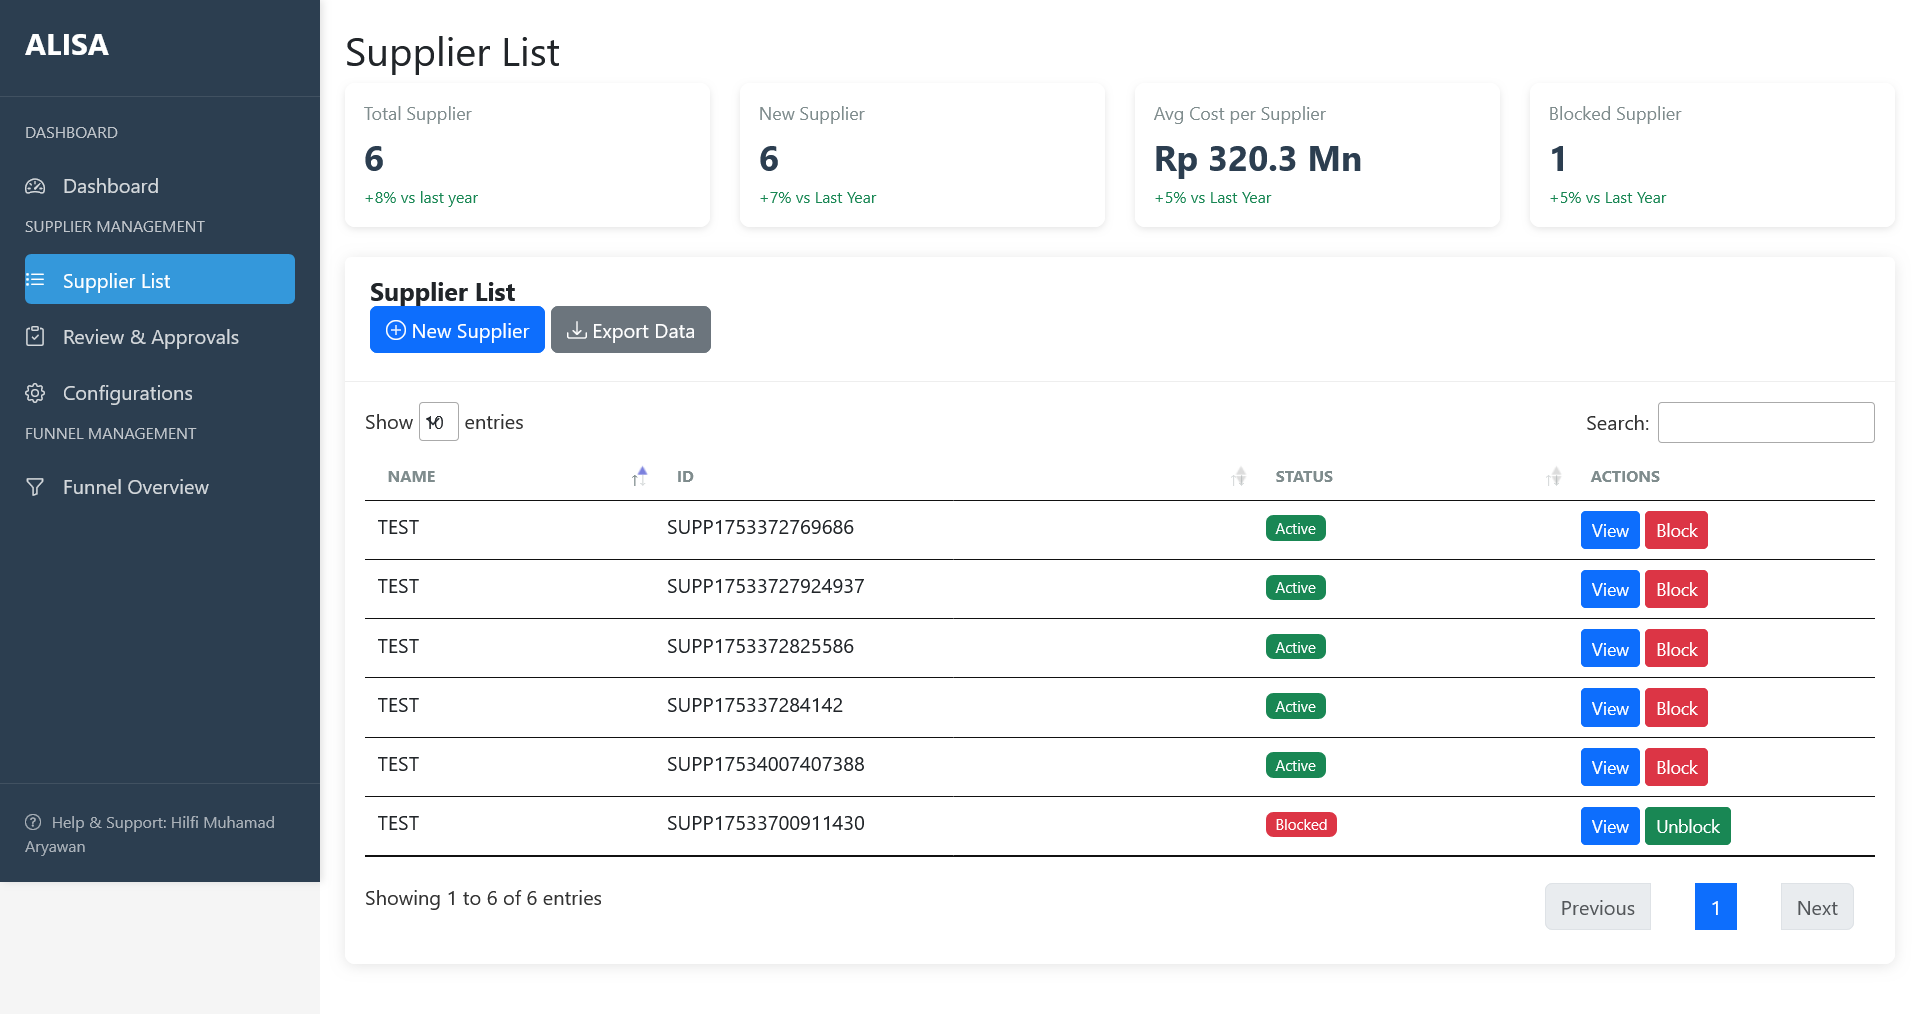 ALISA
DASHBOARD
Dashboard
SUPPLIER MANAGEMENT
Supplier List
Review & Approvals
Configurations
FUNNEL MANAGEMENT
Funnel Overview
Help & Support: Hilfi Muhamad
Aryawan
Supplier List
Total Supplier
6
+8% vs last year
New Supplier
6
+7% vs Last Year
Avg Cost per Supplier
Rp 320.3 Mn
+5% vs Last Year
Blocked Supplier
1
+5% vs Last Year
Supplier List
New Supplier Export Data
Show 10 entries Search:
NAME ID STATUS ACTIONS
TEST SUPP1753372769686 Active View Block
TEST SUPP17533727924937 Active View Block
TEST SUPP1753372825586 Active View Block
TEST SUPP175337284142 Active View Block
TEST SUPP17534007407388 Active View Block
TEST SUPP17533700911430 Blocked View Unblock
Showing 1 to 6 of 6 entries Previous 1 Next